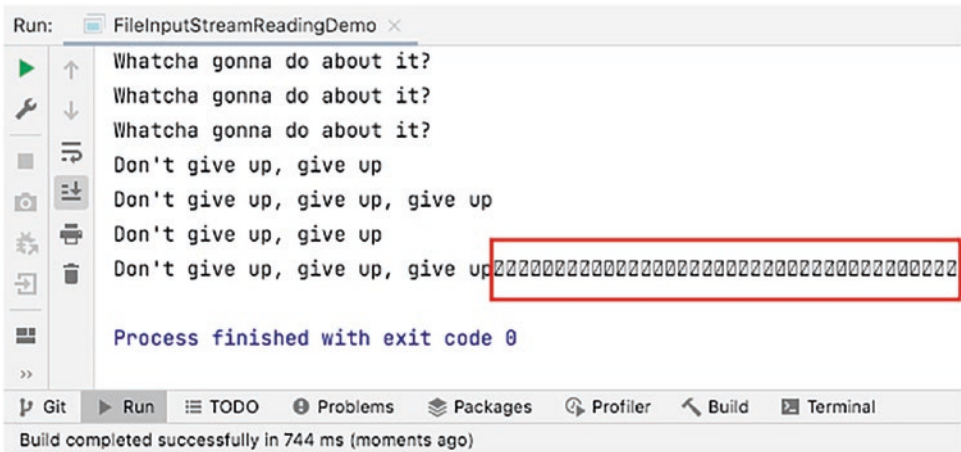 Run: FileInputStreamReadingDemo
Whatcha gonna do about it?
Whatcha gonna do about it?
Whatcha gonna do about it?
Don't give up, give up
Don't give up, give up, give up
Don't give up, give up
Don't give up, give up, give up
Process finished with exit code 0
Git Run TODO Problems Packages Profiler Build Terminal
Build completed successfully in 744 ms (moments ago)